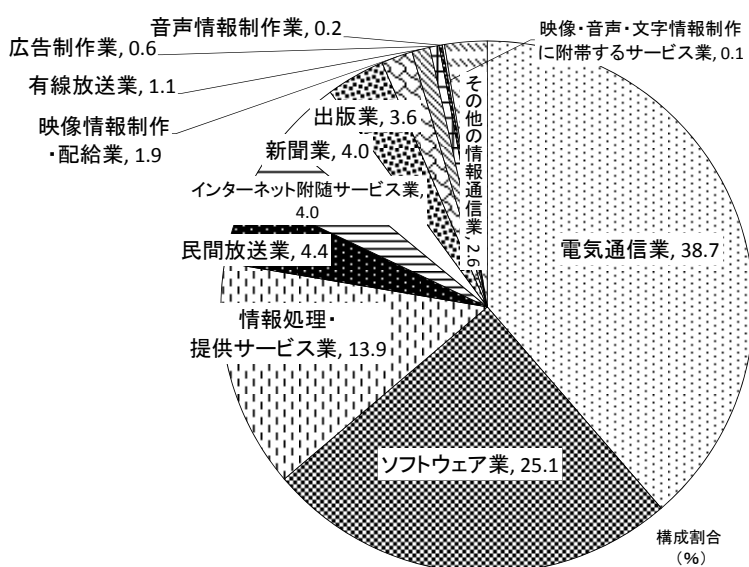 音声情報制作業, 0.2
広告制作業, 0.6
有線放送業, 1.1
映像情報制作
・配給業, 1.9
出版業, 3.6
新聞業, 4.0
インターネット附随サービス業,
4.0
民間放送業, 4.4
情報処理・
提供サービス業, 13.9
ソフトウェア業, 25.1
電気通信業, 38.7
その他の情報通信業, 2.6
映像・音声・文字情報制作
に附帯するサービス業, 0.1
構成割合
(%)